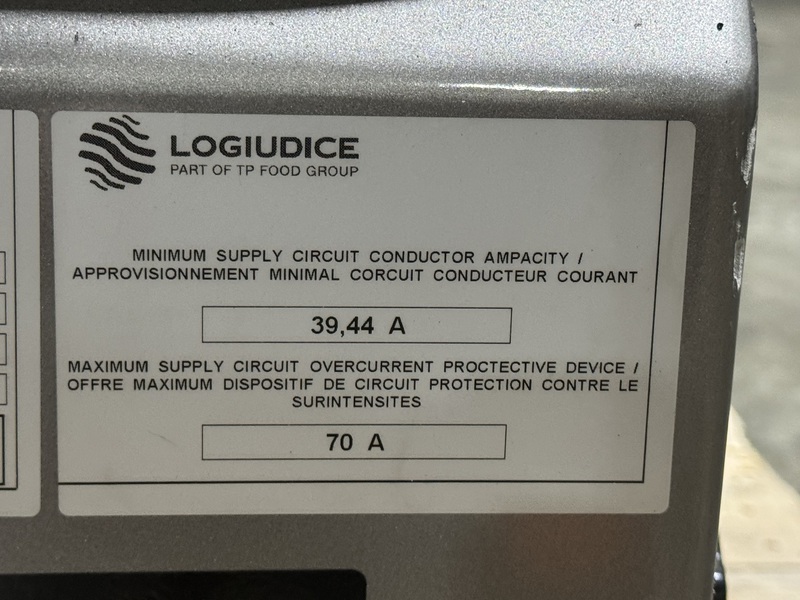 LOGIUDICE
PART OF TP FOOD GROUP
MINIMUM SUPPLY CIRCUIT CONDUCTOR AMPACITY /
APPROVISIONNEMENT MINIMAL CORCUIT CONDUCTEUR COURANT
39,44 A
MAXIMUM SUPPLY CIRCUIT OVERCURRENT PROCTECTIVE DEVICE /
OFFRE MAXIMUM DISPOSITIF DE CIRCUIT PROTECTION CONTRE LE
SURINTENSITES
70 A